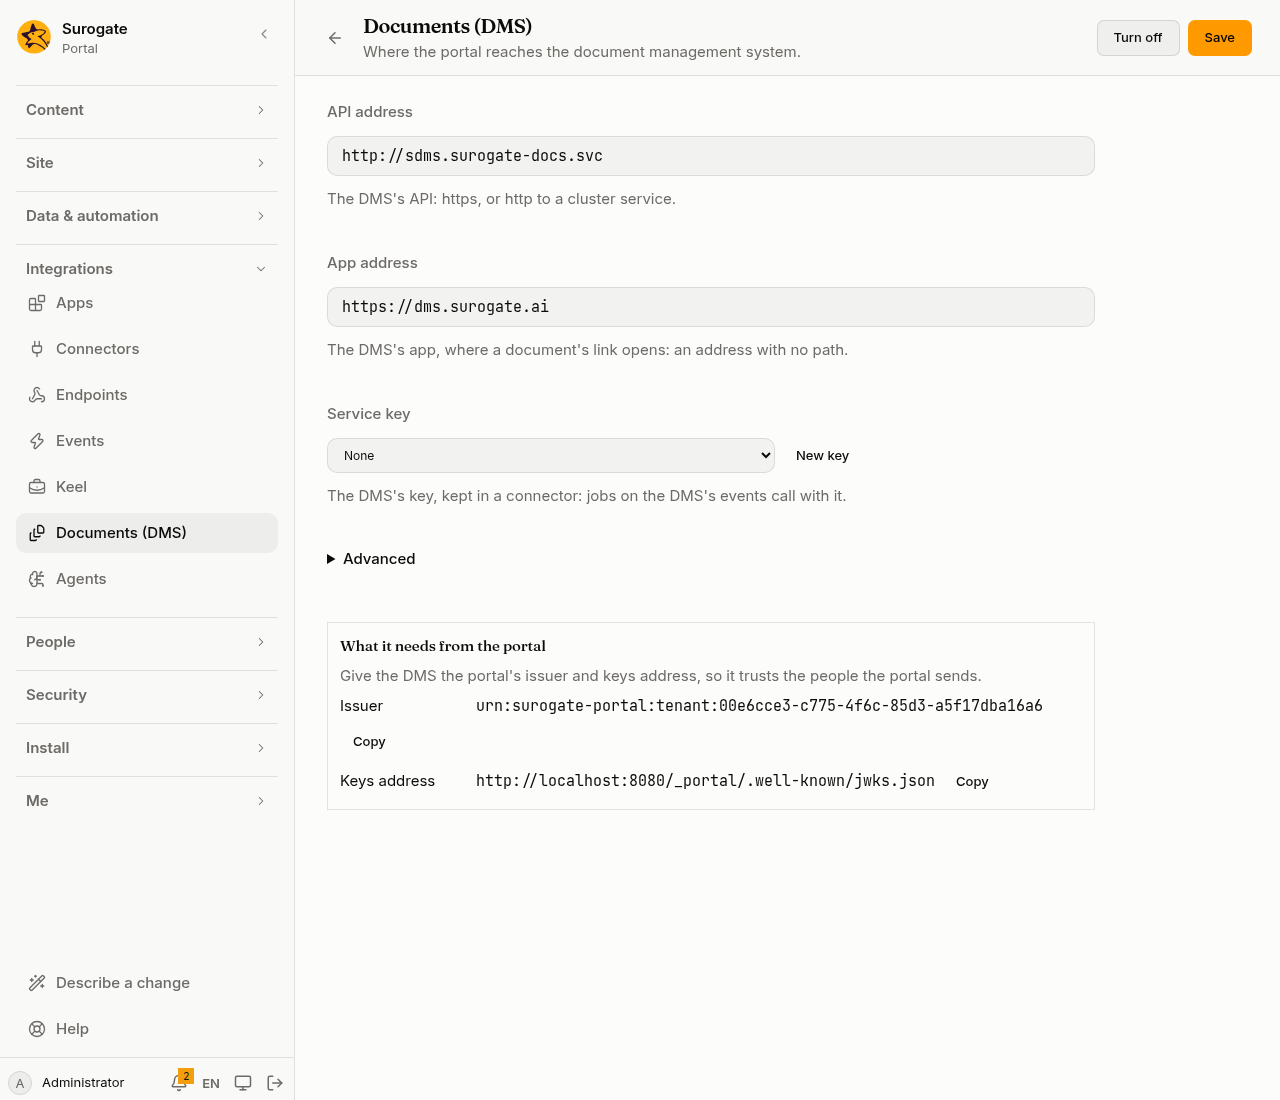 Surogate
Portal
Content
Site
Data & automation
Integrations
Apps
Connectors
Endpoints
Events
Keel
Documents (DMS)
Agents
People
Security
Install
Me
Describe a change
Help
A
Administrator
2
EN
Documents (DMS)
Where the portal reaches the document management system.
Turn off
Save
API address
http://sdms.surogate-docs.svc
The DMS's API: https, or http to a cluster service.
App address
https://dms.surogate.ai
The DMS's app, where a document's link opens: an address with no path.
Service key
None
New key
The DMS's key, kept in a connector: jobs on the DMS's events call with it.
Advanced
What it needs from the portal
Give the DMS the portal's issuer and keys address, so it trusts the people the portal sends.
Issuer urn:surogate-portal:tenant:00e6cce3-c775-4f6c-85d3-a5f17dba16a6
Copy
Keys address http://localhost:8080/_portal/.well-known/jwks.json Copy